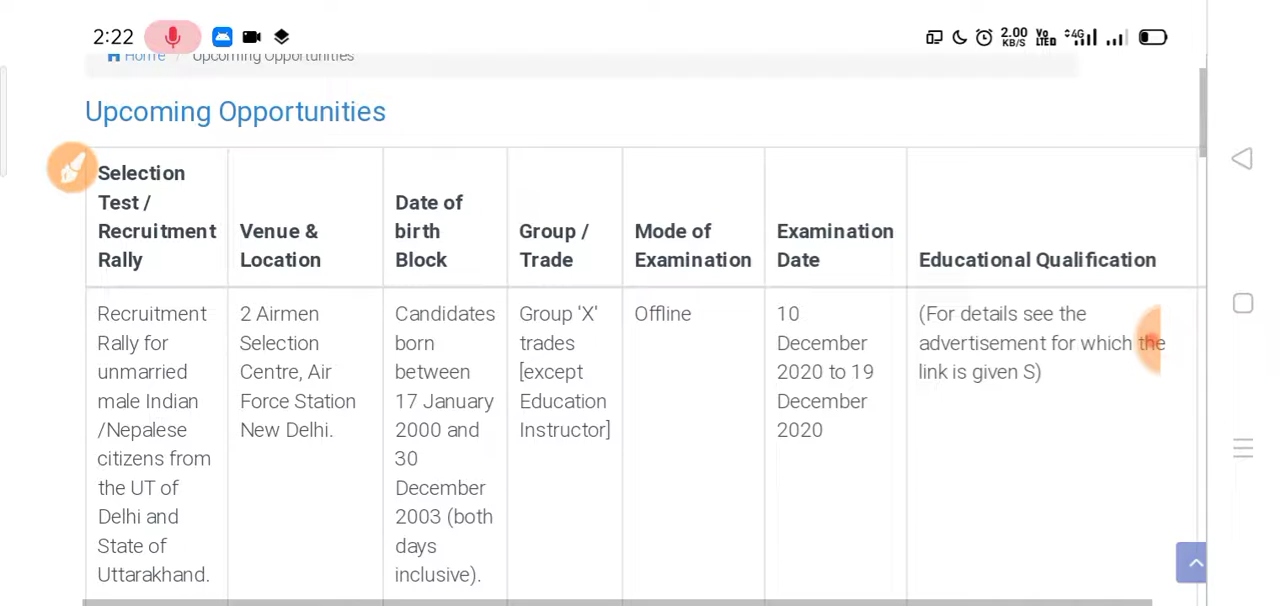 2:22
2.00
KB/S
Vo
LTE
4G
Home / Upcoming Opportunities
Upcoming Opportunities
Selection
Test /
Recruitment
Rally
Venue &
Location
Date of
birth
Block
Group /
Trade
Mode of
Examination
Examination
Date
Educational Qualification
Recruitment
Rally for
unmarried
male Indian
/Nepalese
citizens from
the UT of
Delhi and
State of
Uttarakhand.
2 Airmen
Selection
Centre, Air
Force Station
New Delhi.
Candidates
born
between
17 January
2000 and
30
December
2003 (both
days
inclusive).
Group 'X'
trades
[except
Education
Instructor]
Offline
10
December
2020 to 19
December
2020
(For details see the
advertisement for which the
link is given S)